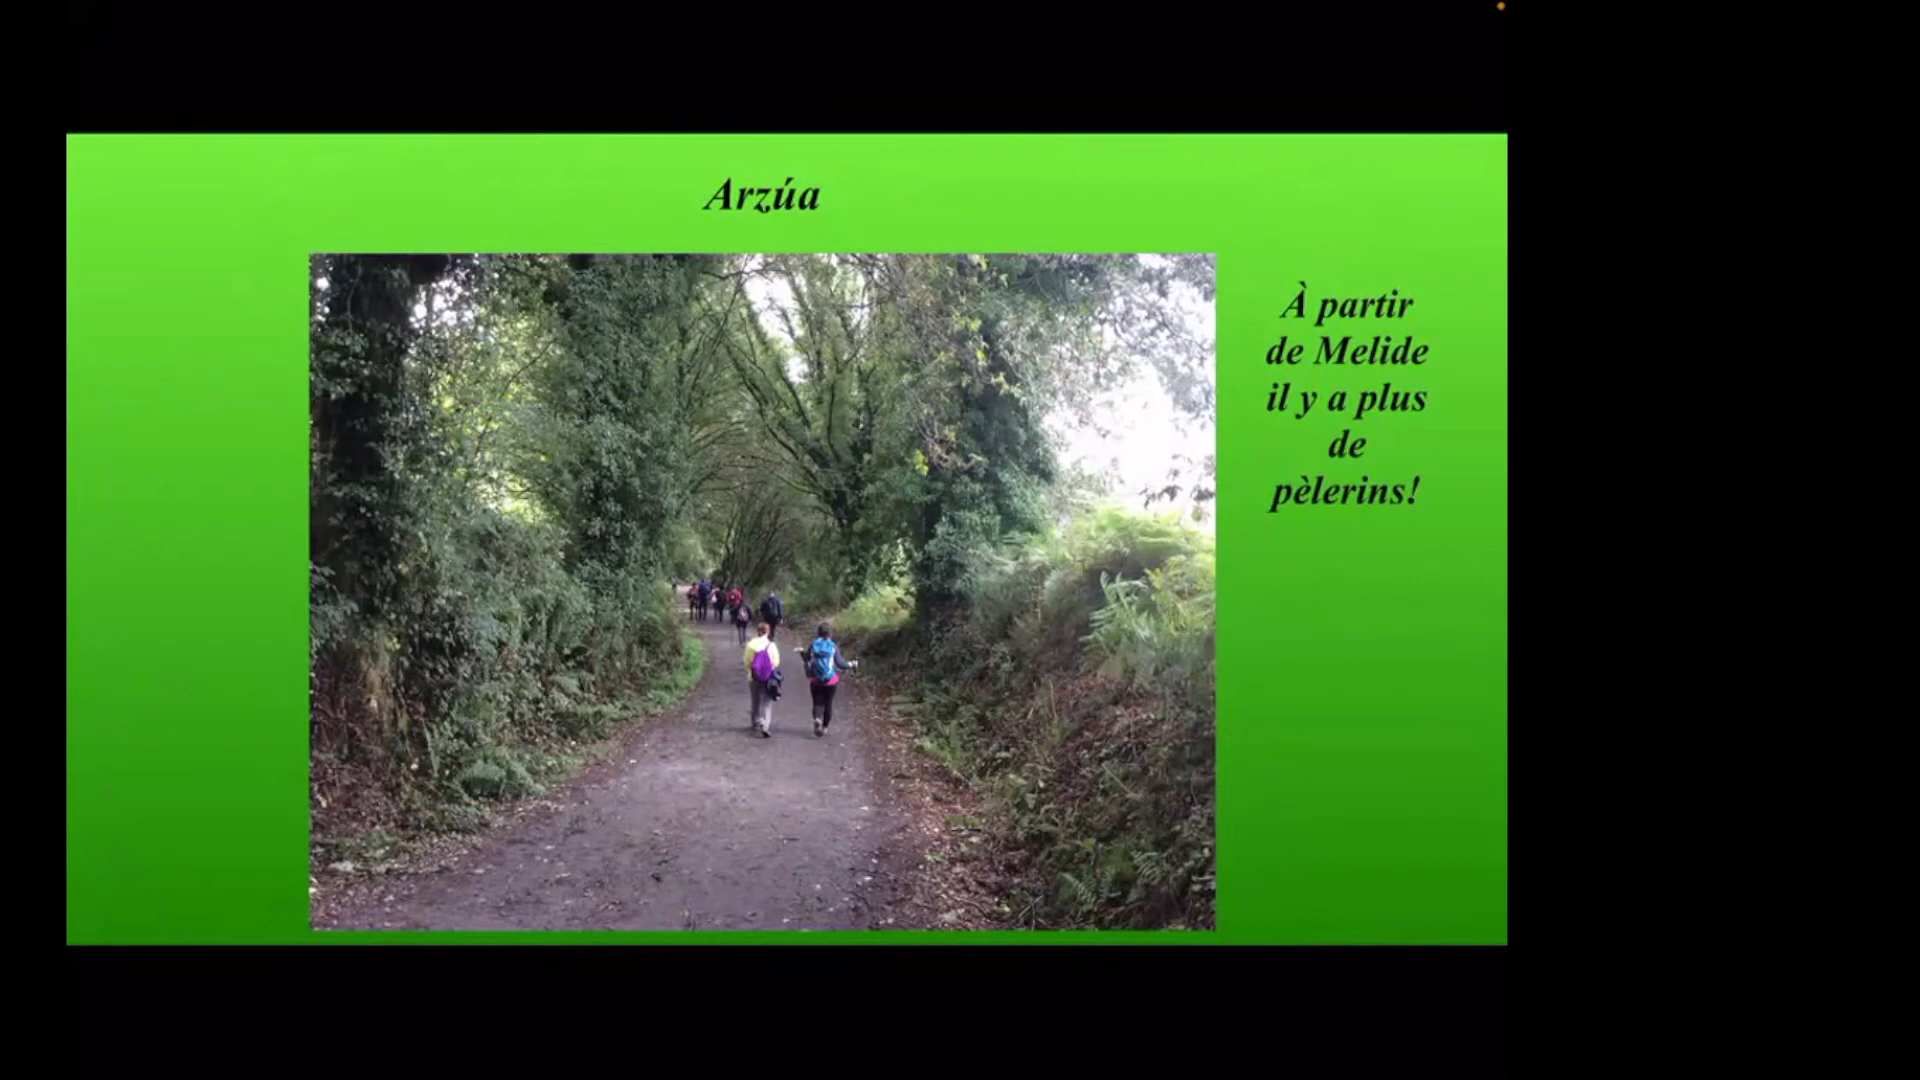 Arzúa
À partir
de Melide
il y a plus
de
pèlerins!